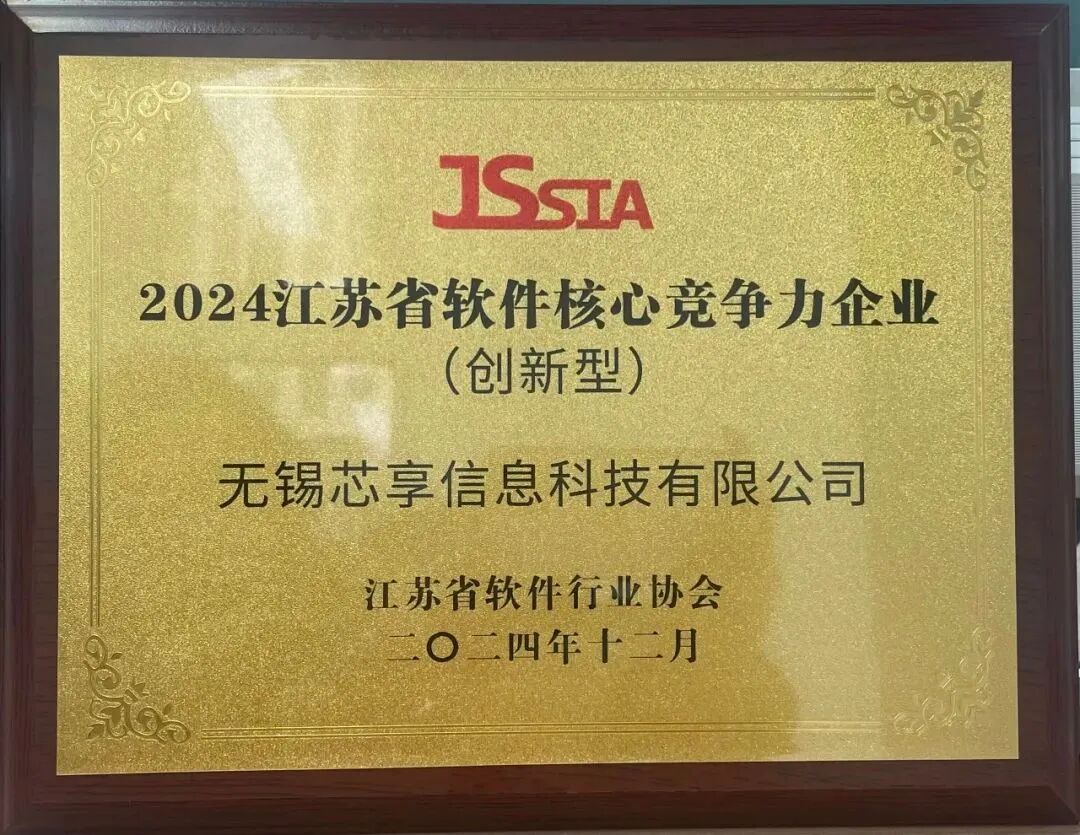 JSSIA
2024江苏省软件核心竞争力企业
（创新型）
无锡芯享信息科技有限公司
江苏省软件行业协会
二〇二四年十二月